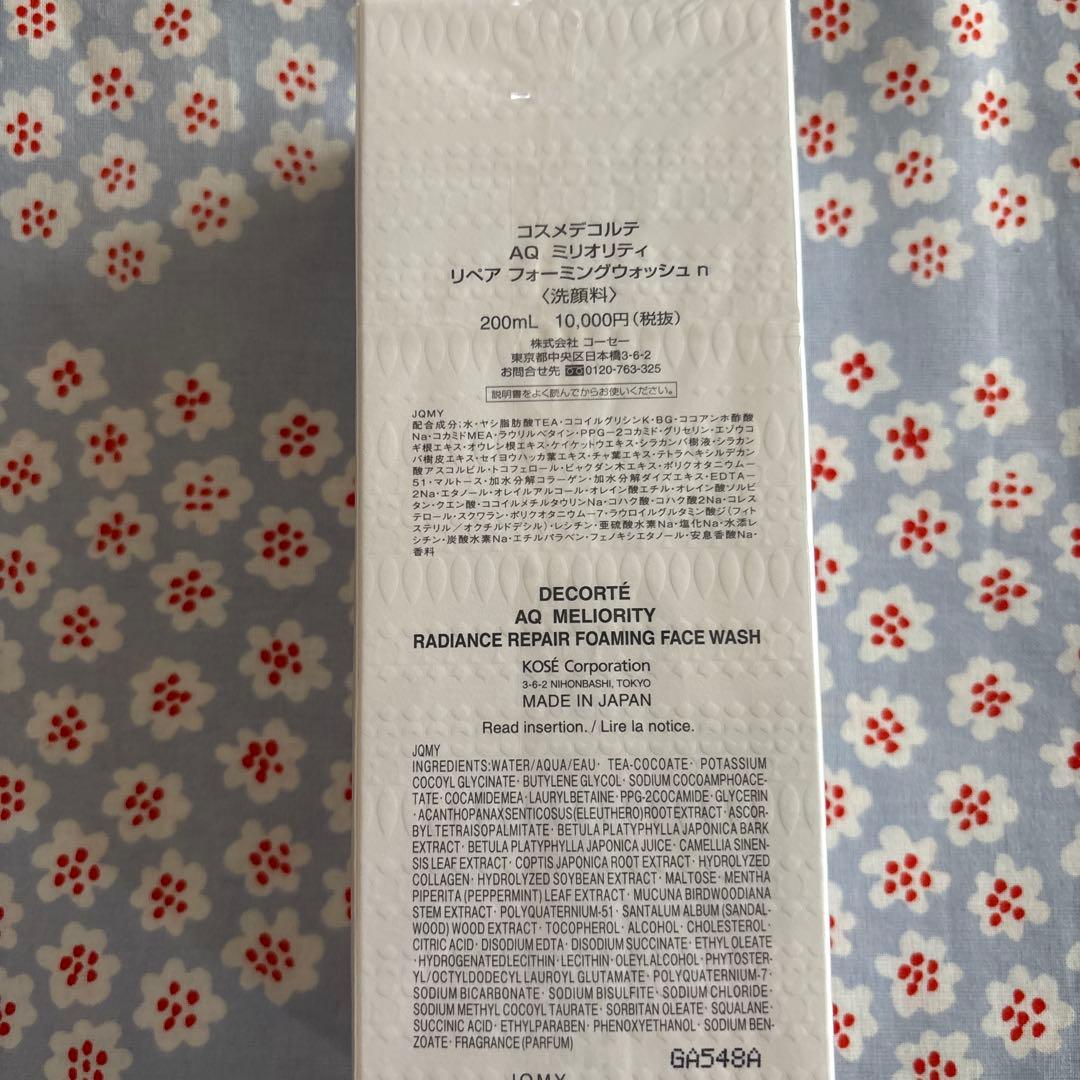 コスメデコルテ
AQ ミリオリティ
リペア フォーミングウォッシュ n
〈洗顔料〉
200mL 10,000円(税抜)
株式会社 コーセー
東京都中央区日本橋3-6-2
お問合せ先 0120-763-325
説明書をよく読んでからお使いください。
JQMY
配合成分;水・ヤシ脂肪酸TEA・ココイルグリシンK・BG・ココアンホ酢酸
Na・コカミドMEA・ラウリルベタイン・PPG-2コカミド・グリセリン・エゾウコ
ギ根エキス・オウレン根エキス・ケイケットウエキス・シラカンバ樹液・シラカン
バ樹皮エキス・セイヨウハッカ葉エキス・チャ葉エキス・テトラヘキシルデカン
酸アスコルビル・トコフェロール・ビャクダン木エキス・ポリクオタニウムー
51・マルトース・加水分解コラーゲン・加水分解ダイズエキス・EDTA-
2Na・エタノール・オレイルアルコール・オレイン酸エチル・オレイン酸ソルビ
タン・クエン酸・ココイルメチルタウリンNa・コハク酸・コハク酸2Na・コレス
テロール・スクワラン・ポリクオタニウムー7・ラウロイルグルタミン酸ジ(フィト
ステリル/オクチルドデシル)・レシチン・亜硫酸水素Na・塩化Na・水添レ
シチン・炭酸水素Na・エチルパラベン・フェノキシエタノール・安息香酸Na・
香料
DECORTÉ
AQ MELIORITY
RADIANCE REPAIR FOAMING FACE WASH
KOSÉ Corporation
3-6-2 NIHONBASHI, TOKYO
MADE IN JAPAN
Read insertion. / Lire la notice.
JQMY
INGREDIENTS:WATER/AQUA/EAU· TEA-COCOATE· POTASSIUM
COCOYL GLYCINATE· BUTYLENE GLYCOL· SODIUM COCOAMPHOACE-
TATE· COCAMIDEMEA· LAURYL BETAINE· PPG-2 COCAMIDE· GLYCERIN
·ACANTHOPANAX SENTICOSUS (ELEUTHERO) ROOT EXTRACT· ASCOR-
BYL TETRAISOPALMITATE· BETULA PLATYPHYLLA JAPONICA BARK
EXTRACT· BETULA PLATYPHYLLA JAPONICA JUICE· CAMELLIA SINEN-
SIS LEAF EXTRACT· COPTIS JAPONICA ROOT EXTRACT· HYDROLYZED
COLLAGEN· HYDROLYZED SOYBEAN EXTRACT· MALTOSE· MENTHA
PIPERITA (PEPPERMINT) LEAF EXTRACT· MUCUNA BIRDWOODIANA
STEM EXTRACT· POLYQUATERNIUM-51· SANTALUM ALBUM (SANDAL-
WOOD) WOOD EXTRACT· TOCOPHEROL· ALCOHOL· CHOLESTEROL·
CITRIC ACID· DISODIUM EDTA· DISODIUM SUCCINATE· ETHYL OLEATE
·HYDROGENATED LECITHIN· LECITHIN· OLEYL ALCOHOL· PHYTOSTER-
YL/OCTYLDODECYL LAUROYL GLUTAMATE· POLYQUATERNIUM-7·
SODIUM BICARBONATE· SODIUM BISULFITE· SODIUM CHLORIDE·
SODIUM METHYL COCOYL TAURATE· SORBITAN OLEATE· SQUALANE·
SUCCINIC ACID· ETHYLPARABEN· PHENOXYETHANOL· SODIUM BEN-
ZOATE· FRAGRANCE (PARFUM)
GA548A
JQMY